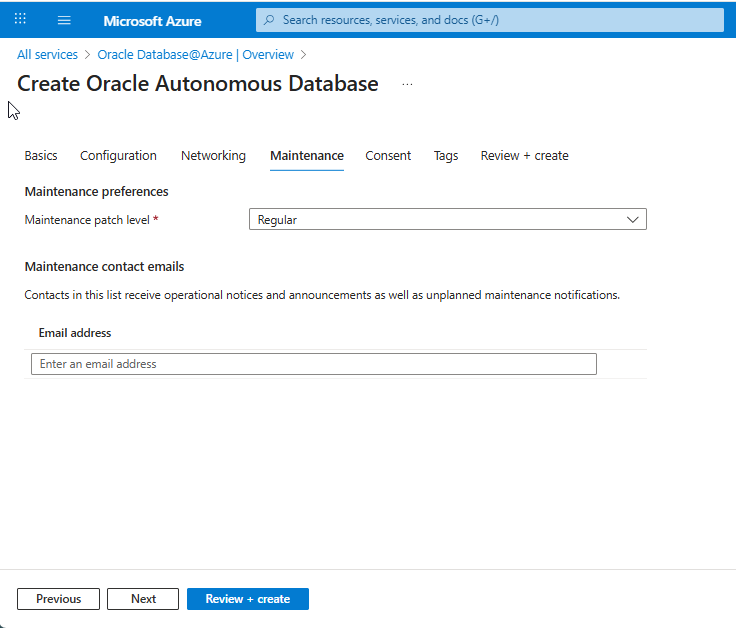 Microsoft Azure
Search resources, services, and docs (G+/)
All services > Oracle Database@Azure | Overview >
Create Oracle Autonomous Database ...
Basics Configuration Networking Maintenance Consent Tags Review + create
Maintenance preferences
Maintenance patch level * Regular
Maintenance contact emails
Contacts in this list receive operational notices and announcements as well as unplanned maintenance notifications.
Email address
Enter an email address
Previous Next Review + create